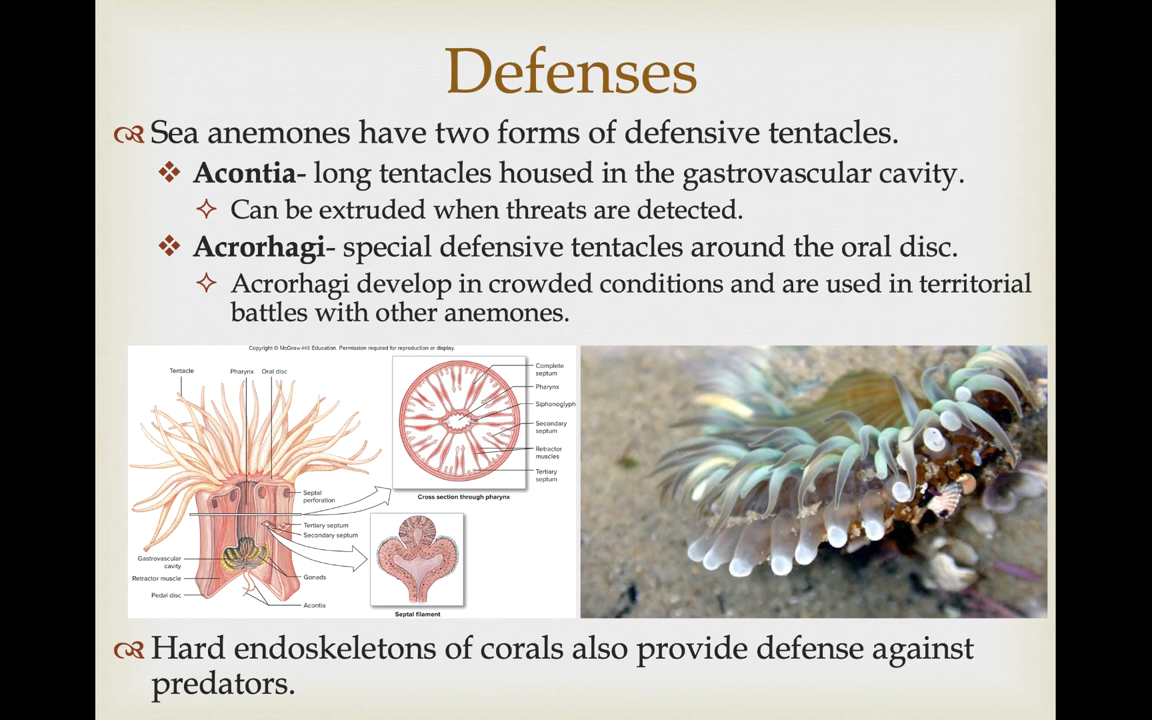 Defenses
Sea anemones have two forms of defensive tentacles.
Acontia- long tentacles housed in the gastrovascular cavity.
Can be extruded when threats are detected.
Acrorhagi- special defensive tentacles around the oral disc.
Acrorhagi develop in crowded conditions and are used in territorial
battles with other anemones.
Copyright © McGraw-Hill Education. Permission required for reproduction or display.
Tentacle
Pharynx
Oral disc
Septal
perforation
Tertiary septum
Secondary septum
Gastrovascular
cavity
Retractor muscle
Gonads
Pedal disc
Acontia
Complete
septum
Pharynx
Siphonoglyph
Secondary
septum
Retractor
muscles
Tertiary
septum
Cross section through pharynx
Septal filament
Hard endoskeletons of corals also provide defense against
predators.